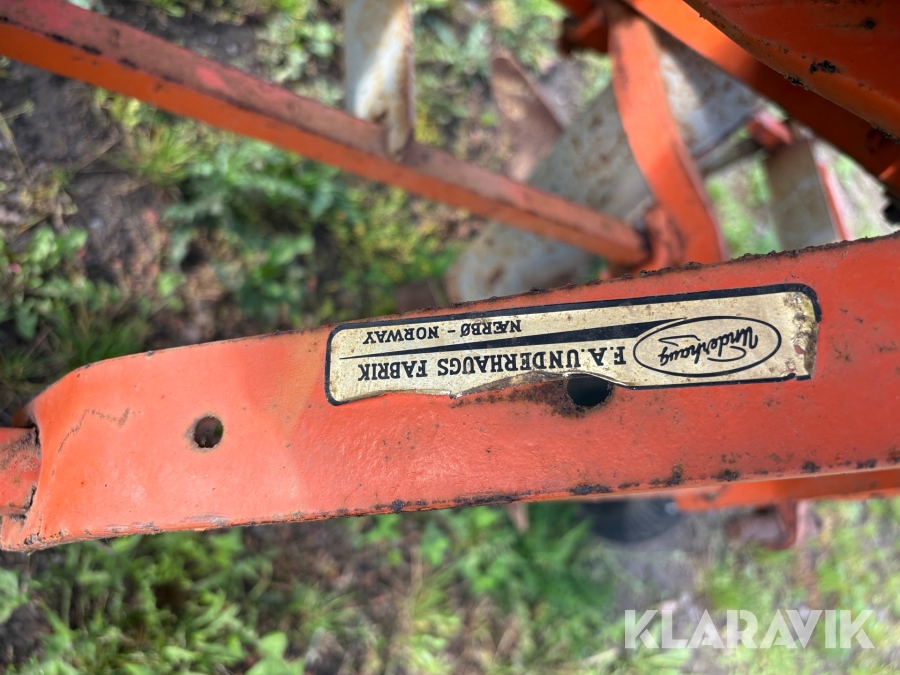 Underhaug
F.A. UNDERHAUGS FABRIK
NÆRBØ - NORWAY
KLARAVIK